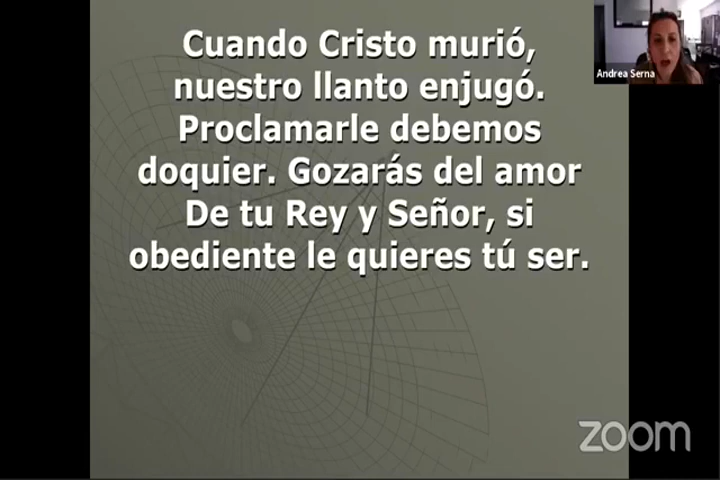 Cuando Cristo murió,
nuestro llanto enjugó.
Proclamarle debemos
doquier. Gozarás del amor
De tu Rey y Señor, si
obediente le quieres tú ser.
Andrea Serna
zoom